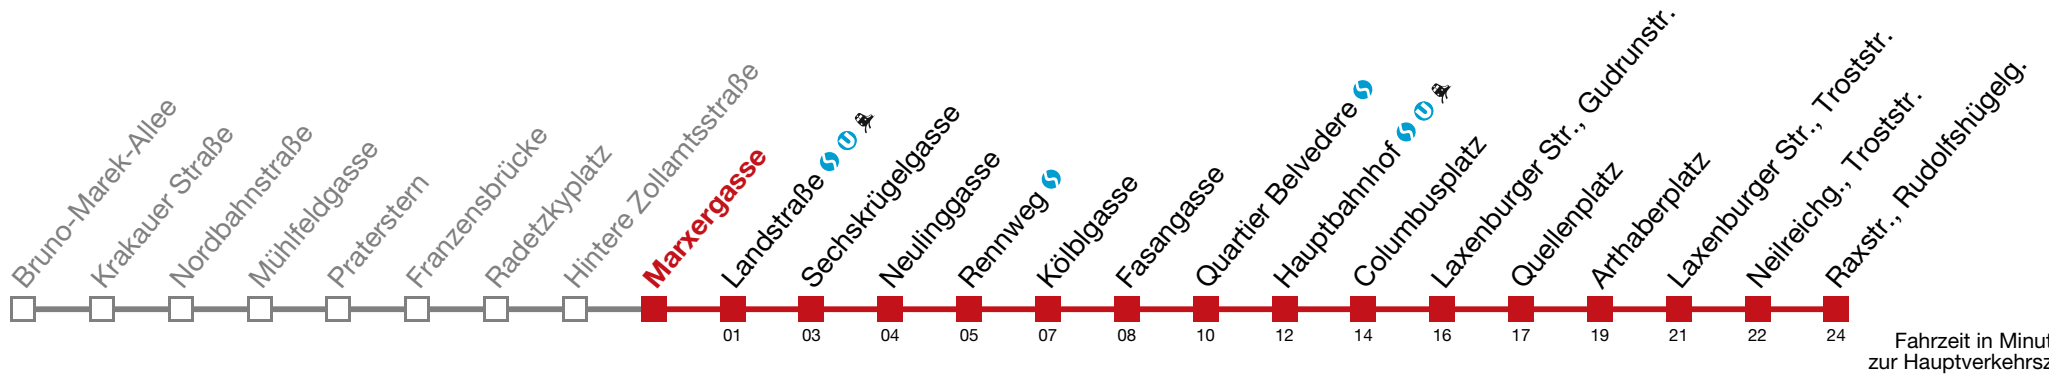 Bruno-Marek-Allee
Krakauer Straße
Nordbahnstraße
Mühlfeldgasse
Praterstern
Franzensbrücke
Radetzkyplatz
Hintere Zollamtsstraße
Marxergasse
Landstraße S U
Sechskrügelgasse
Neulinggasse
Rennweg S
Kölblgasse
Fasangasse
Quartier Belvedere S
Hauptbahnhof S U
Columbusplatz
Laxenburger Str., Gudrunstr.
Quellenplatz
Arthaberplatz
Laxenburger Str., Troststr.
Neilreichg., Troststr.
Raxstr., Rudolfshügelg.
01 03 04 05 07 08 10 12 14 16 17 19 21 22 24
Fahrzeit in Minut
zur Hauptverkehrsz